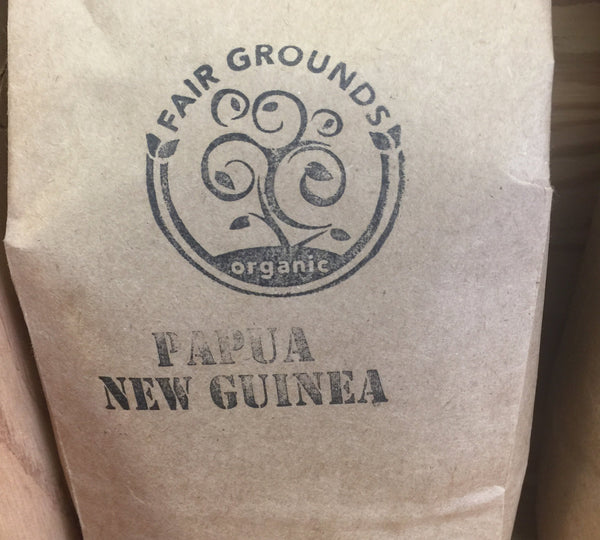 FAIR GROUNDS
organic
PAPUA
NEW GUINEA